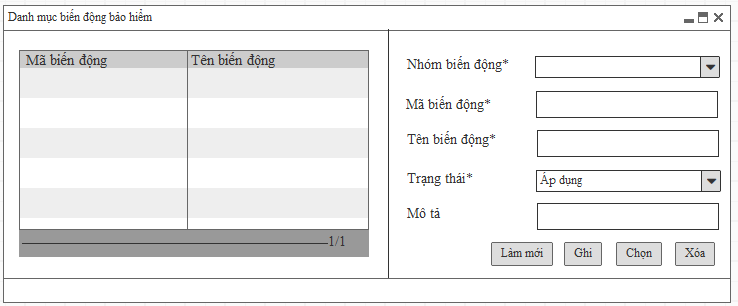 Danh mục biến động bảo hiểm
Mã biến động Tên biến động
1/1
Nhóm biến động*
Mã biến động*
Tên biến động*
Trạng thái* Áp dụng
Mô tả
Làm mới Ghi Chọn Xóa